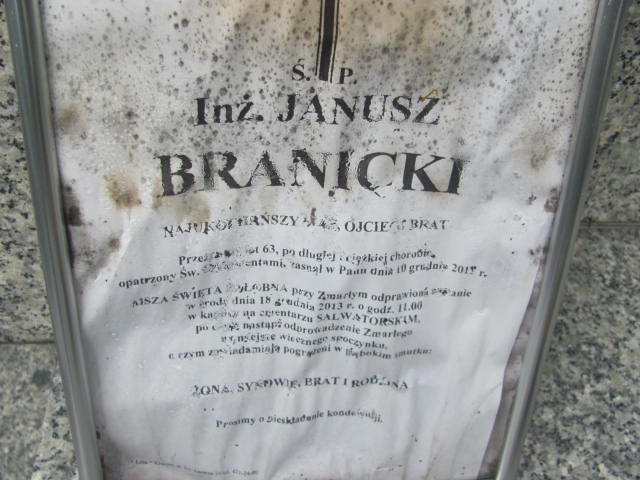 Ś. P.
Inż. JANUSZ
BRANICKI
NAJUKOCHAŃSZY MĄŻ, OJCIEC I BRAT
63, po długiej i ciężkiej chorobie,
opatrzony Św. Sakramentami, zasnął w Panu dnia 10 grudnia 2013 r.
MSZA ŚWIĘTA ŻAŁOBNA przy Zmarłym odprawiona zostanie
w środę dnia 18 grudnia 2013 r. o godz. 11.00
w kaplicy na cmentarzu SALWATORSKIM,
po czym nastąpi odprowadzenie Zmarłego
w miejsce wiecznego spoczynku,
o czym zawiadamiają pogrążeni w głębokim smutku:
ŻONA, SYNOWIE, BRAT I RODZINA
Prosimy o nieskładanie kondolencji.